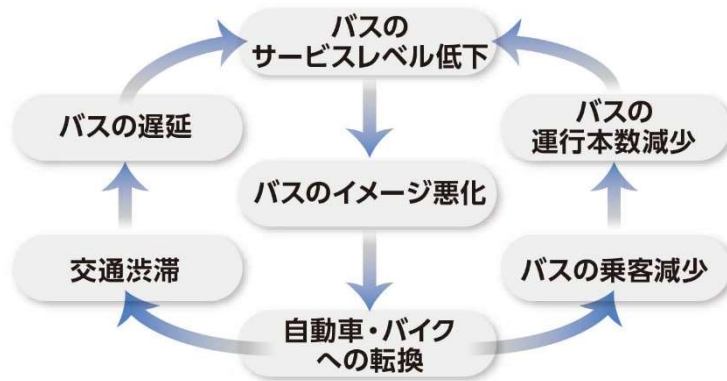 バスの
サービスレベル低下
バスの遅延
バスの
運行本数減少
バスのイメージ悪化
交通渋滞
バスの乗客減少
自動車・バイク
への転換